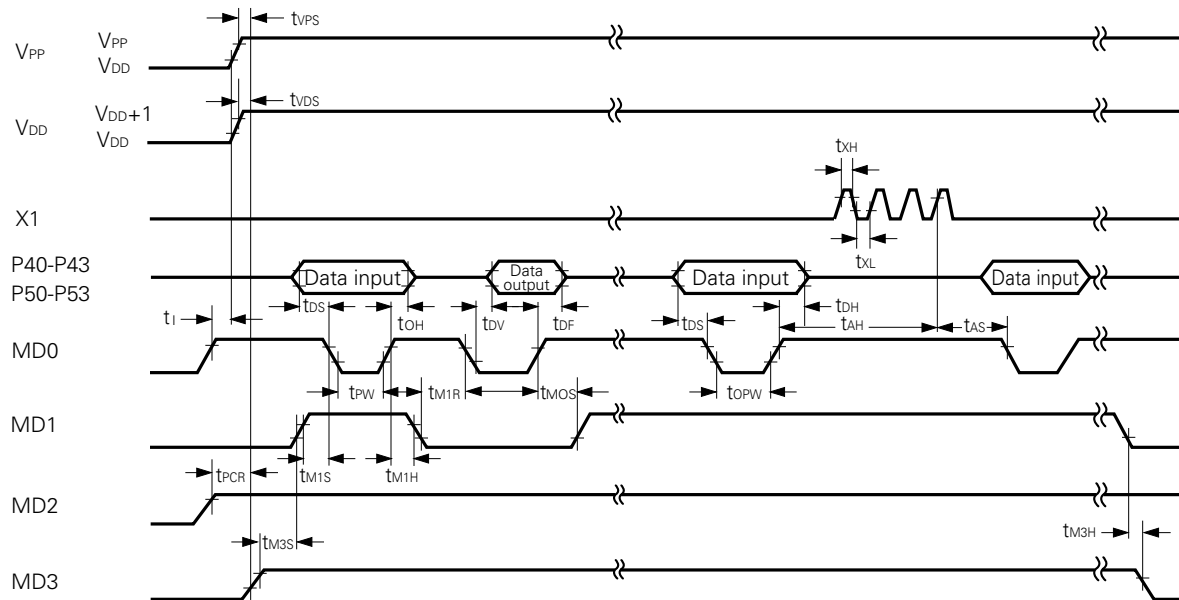 tVPS
VPP
VPP
VDD
tVDS
VDD
VDD+1
VDD
tXH
X1
tXL
P40-P43
P50-P53
Data input
Data output
Data input
Data input
tDS
tOH
tDV
tDF
tDS
tDH
tAH
tAS
tI
MD0
tPW
tM1R
tMOS
tOPW
MD1
tPCR
tM1S
tM1H
MD2
tM3S
tM3H
MD3